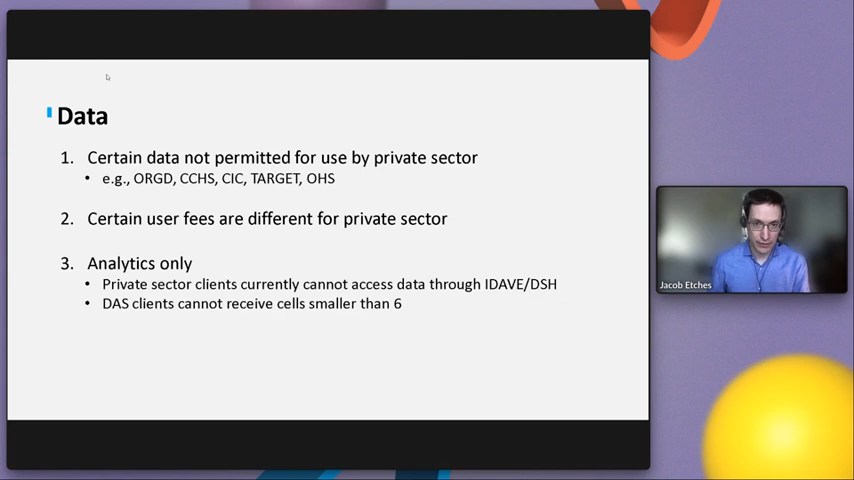 Data
1. Certain data not permitted for use by private sector
• e.g., ORGD, CCHS, CIC, TARGET, OHS
2. Certain user fees are different for private sector
3. Analytics only
• Private sector clients currently cannot access data through IDAVE/DSH
• DAS clients cannot receive cells smaller than 6
Jacob Etches